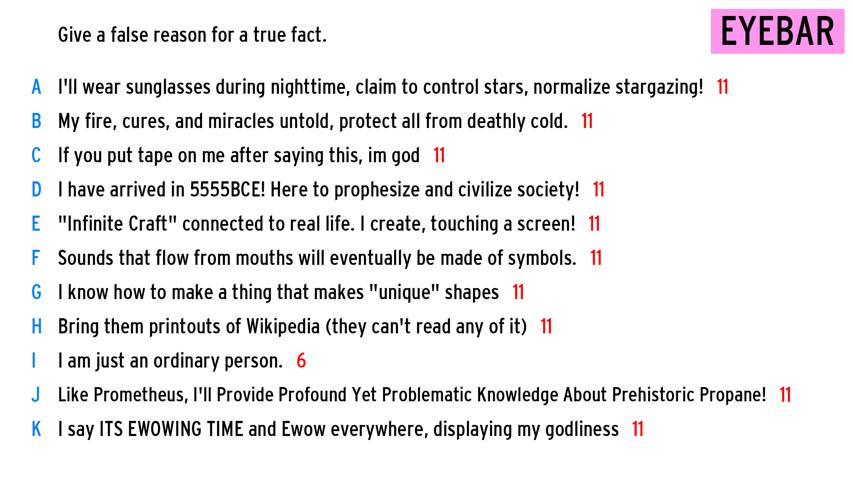 Give a false reason for a true fact.
EYEBAR
A I'll wear sunglasses during nighttime, claim to control stars, normalize stargazing! 11
B My fire, cures, and miracles untold, protect all from deathly cold. 11
C If you put tape on me after saying this, im god 11
D I have arrived in 5555BCE! Here to prophesize and civilize society! 11
E "Infinite Craft" connected to real life. I create, touching a screen! 11
F Sounds that flow from mouths will eventually be made of symbols. 11
G I know how to make a thing that makes "unique" shapes 11
H Bring them printouts of Wikipedia (they can't read any of it) 11
I I am just an ordinary person. 6
J Like Prometheus, I'll Provide Profound Yet Problematic Knowledge About Prehistoric Propane! 11
K I say ITS EWOWING TIME and Ewow everywhere, displaying my godliness 11